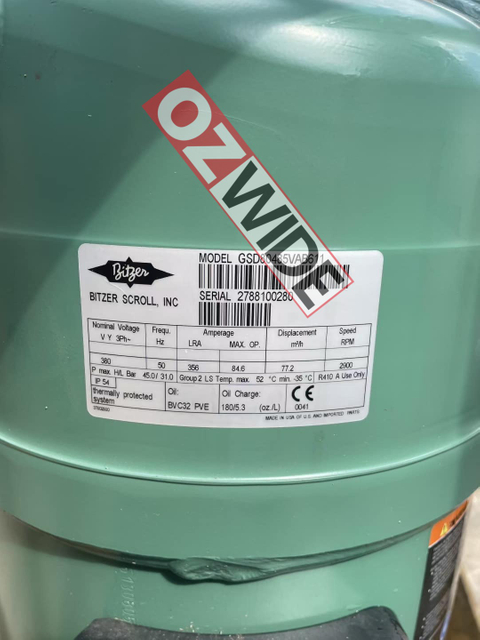 OZWIDE
Bitzer
BITZER SCROLL, INC
MODEL GSD80485VAB611
SERIAL 2788100280
Nominal Voltage Frequ. Amperage Displacement Speed
V Y 3Ph~ Hz LRA MAX. OP. m³/h RPM
380 50 356 84.6 77.2 2900
P max. H/L Bar 45.0/31.0 Group2 LS Temp. max. 52 °C min. -35 °C R410 A Use Only
IP 54
thermally protected system
Oil: BVC32 PVE
Oil Charge: 180/5.3 (oz./L)
CE
0041
MADE IN USA OF U.S. AND IMPORTED PARTS